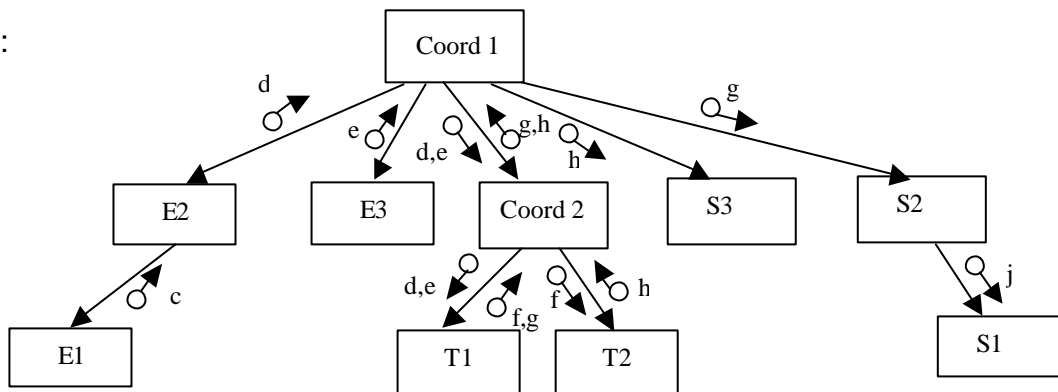 :
Coord 1
d
e
d,e
g,h
h
g
E2
E3
Coord 2
S3
S2
c
d,e
f,g
f
h
j
E1
T1
T2
S1